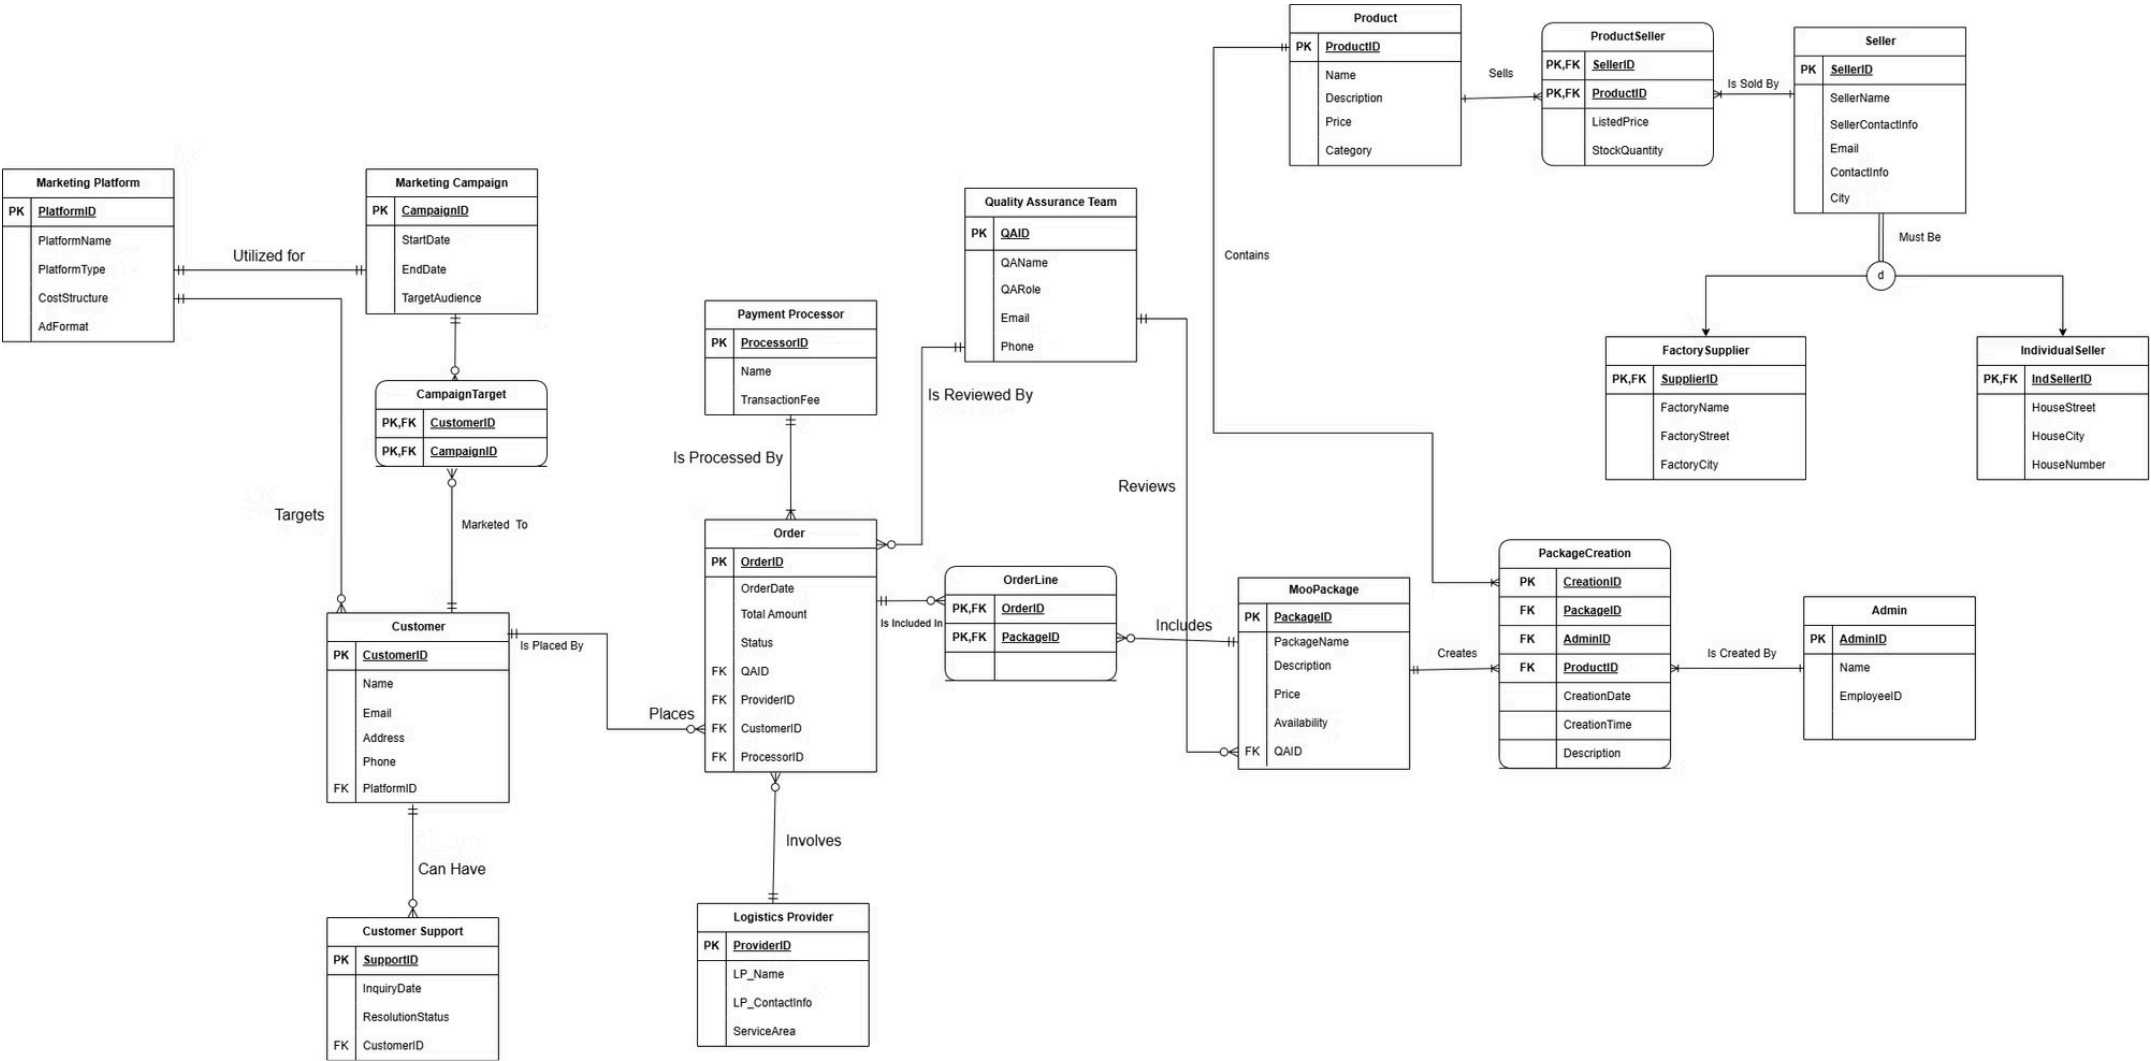 Product
PK ProductID
Name
Description
Price
Category
Sells
ProductSeller
PK,FK SellerID
PK,FK ProductID
ListedPrice
StockQuantity
Is Sold By
Seller
PK SellerID
SellerName
SellerContactInfo
Email
ContactInfo
City
Must Be
d
FactorySupplier
PK,FK SupplierID
FactoryName
FactoryStreet
FactoryCity
IndividualSeller
PK,FK IndSellerID
HouseStreet
HouseCity
HouseNumber
Marketing Platform
PK PlatformID
PlatformName
PlatformType
CostStructure
AdFormat
Utilized for
Marketing Campaign
PK CampaignID
StartDate
EndDate
TargetAudience
CampaignTarget
PK,FK CustomerID
PK,FK CampaignID
Targets
Marketed To
Quality Assurance Team
PK QAID
QAName
QARole
Email
Phone
Contains
Is Reviewed By
Reviews
Payment Processor
PK ProcessorID
Name
TransactionFee
Is Processed By
Order
PK OrderID
OrderDate
Total Amount
Status
FK QAID
FK ProviderID
FK CustomerID
FK ProcessorID
Is Included In
OrderLine
PK,FK OrderID
PK,FK PackageID
Includes
MooPackage
PK PackageID
PackageName
Description
Price
Availability
FK QAID
Creates
PackageCreation
PK CreationID
FK PackageID
FK AdminID
FK ProductID
CreationDate
CreationTime
Description
Is Created By
Admin
PK AdminID
Name
EmployeeID
Customer
PK CustomerID
Name
Email
Address
Phone
FK PlatformID
Is Placed By
Places
Can Have
Involves
Customer Support
PK SupportID
InquiryDate
ResolutionStatus
FK CustomerID
Logistics Provider
PK ProviderID
LP_Name
LP_ContactInfo
ServiceArea